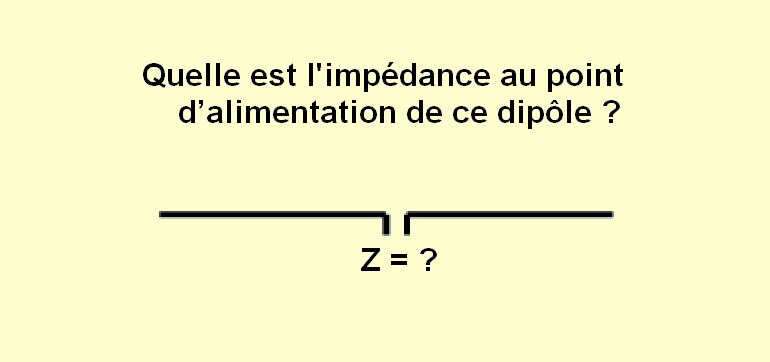 Quelle est l'impédance au point
d’alimentation de ce dipôle ?
Z = ?